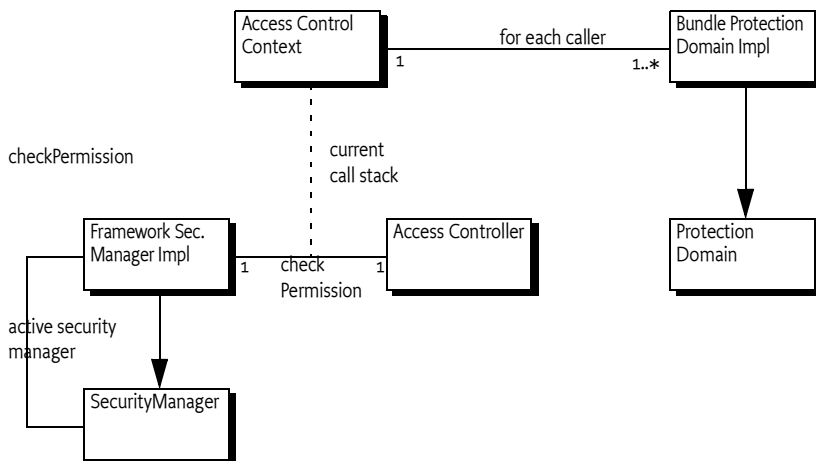 Access Control
Context
for each caller
Bundle Protection
Domain Impl
1
1..*
checkPermission
current
call stack
Framework Sec.
Manager Impl
Access Controller
Protection
Domain
1
check
Permission
1
active security
manager
SecurityManager